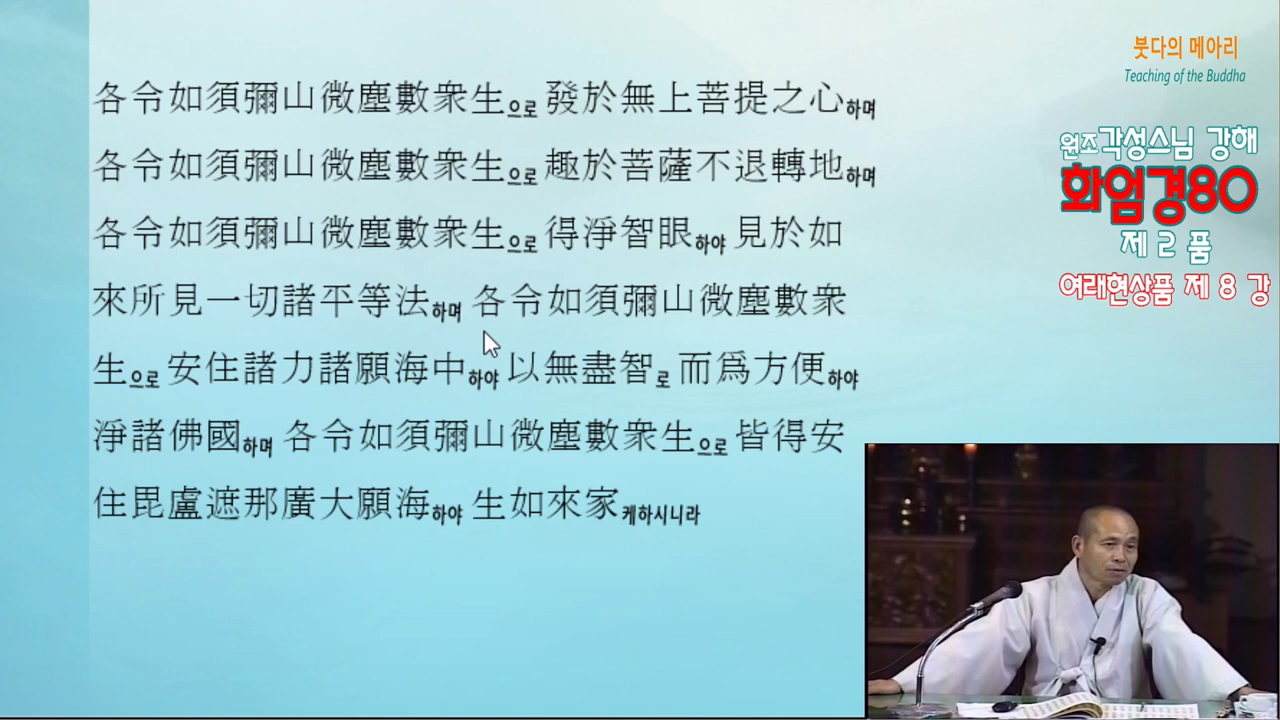 各令如須彌山微塵數衆生으로 發於無上菩提之心하며
各令如須彌山微塵數衆生으로 趣於菩薩不退轉地하며
各令如須彌山微塵數衆生으로 得淨智眼하야 見於如
來所見一切諸平等法하며 各令如須彌山微塵數衆
生으로 安住諸力諸願海中하야 以無盡智로 而爲方便하야
淨諸佛國하며 各令如須彌山微塵數衆生으로 皆得安
住毘盧遮那廣大願海하야 生如來家케하시니라
붓다의 메아리
Teaching of the Buddha
원조각성스님 강해
화엄경80
제 2 품
여래현상품 제 8 강